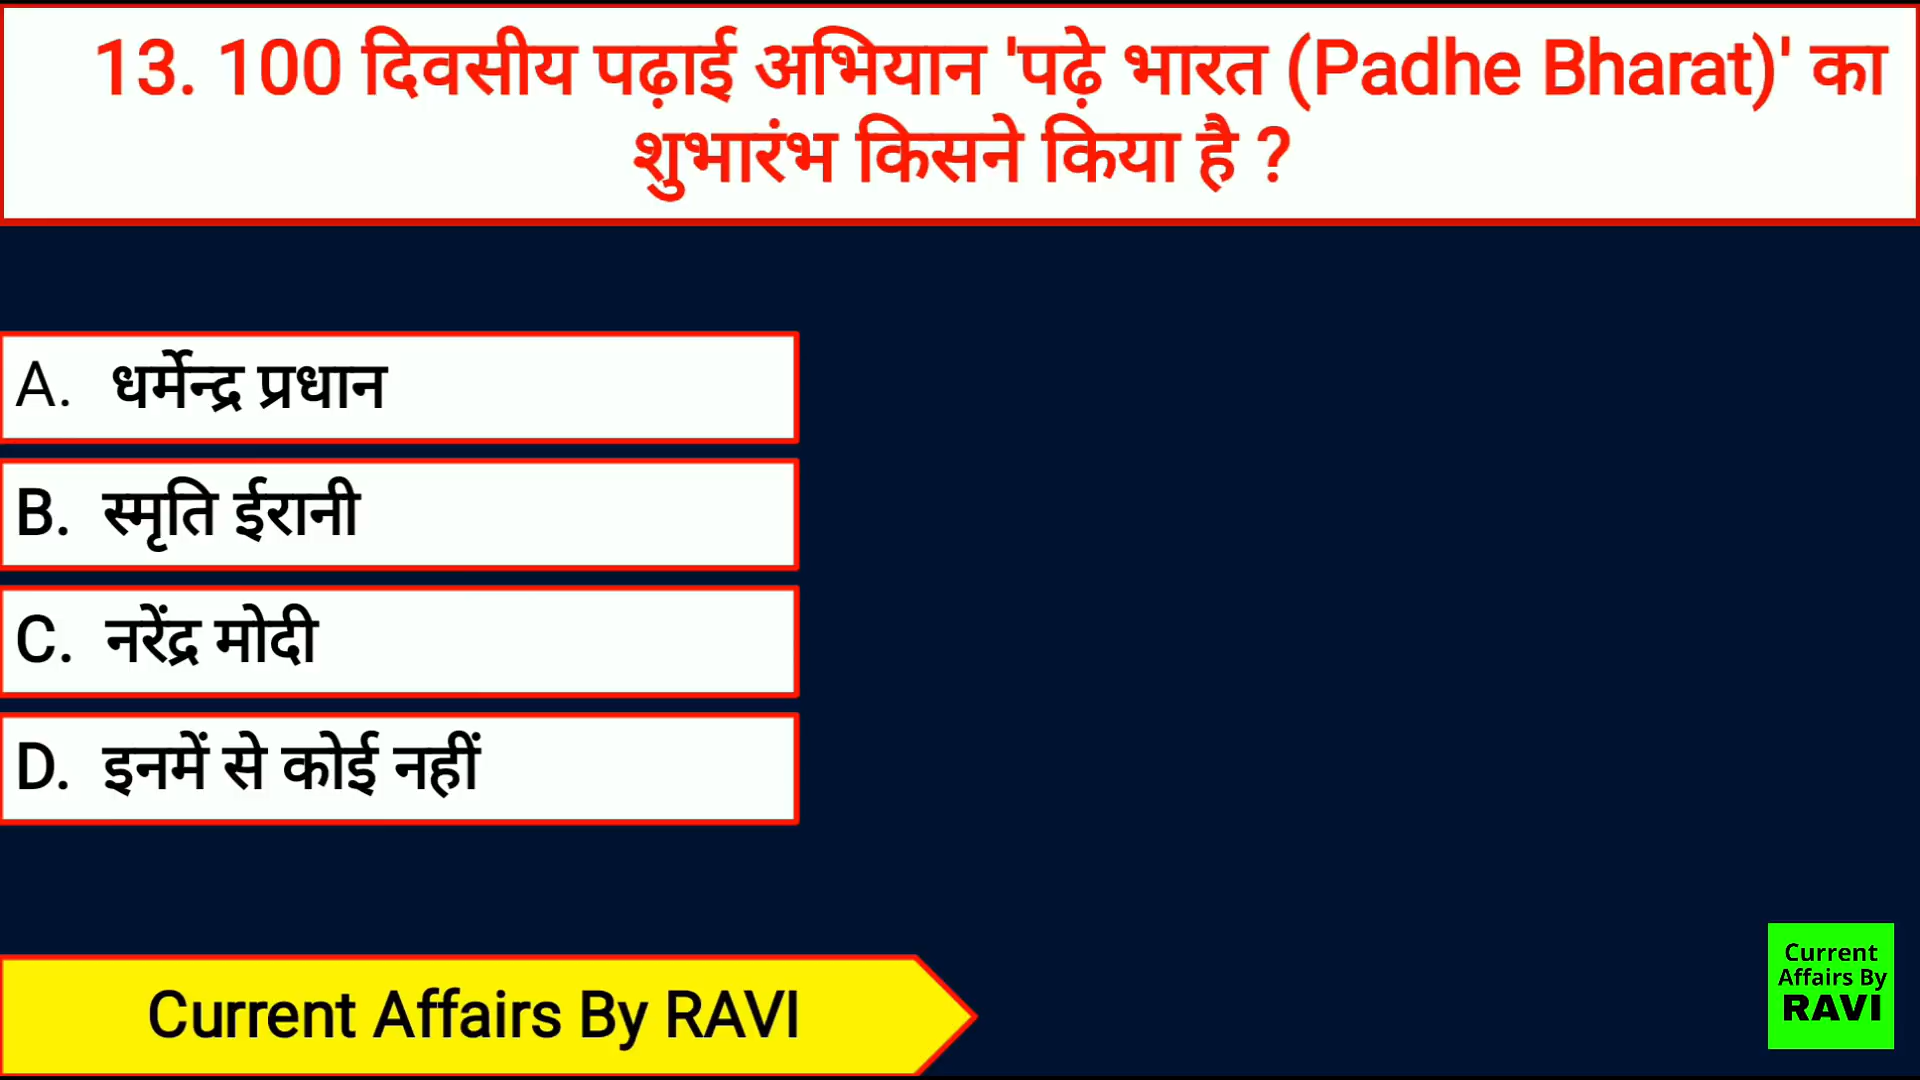 13. 100 दिवसीय पढ़ाई अभियान 'पढ़े भारत (Padhe Bharat)' का
शुभारंभ किसने किया है ?
A. धर्मेन्द्र प्रधान
B. स्मृति ईरानी
C. नरेंद्र मोदी
D. इनमें से कोई नहीं
Current Affairs By RAVI
Current
Affairs By
RAVI